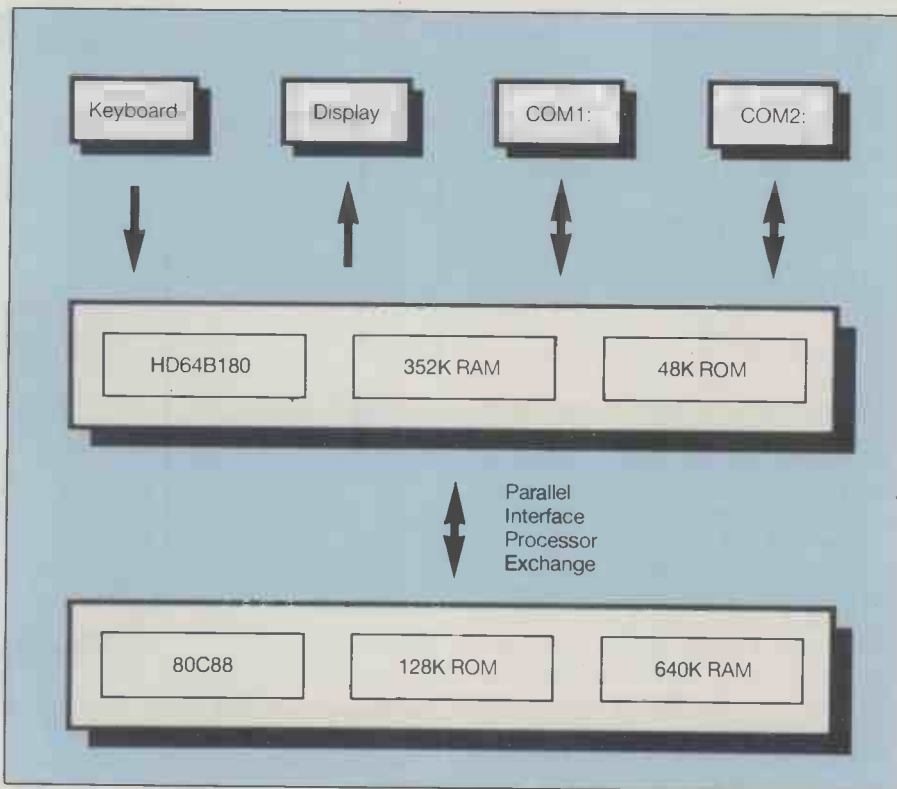 Keyboard
Display
COM1:
COM2:
HD64B180
352K RAM
48K ROM
Parallel
Interface
Processor
Exchange
80C88
128K ROM
640K RAM